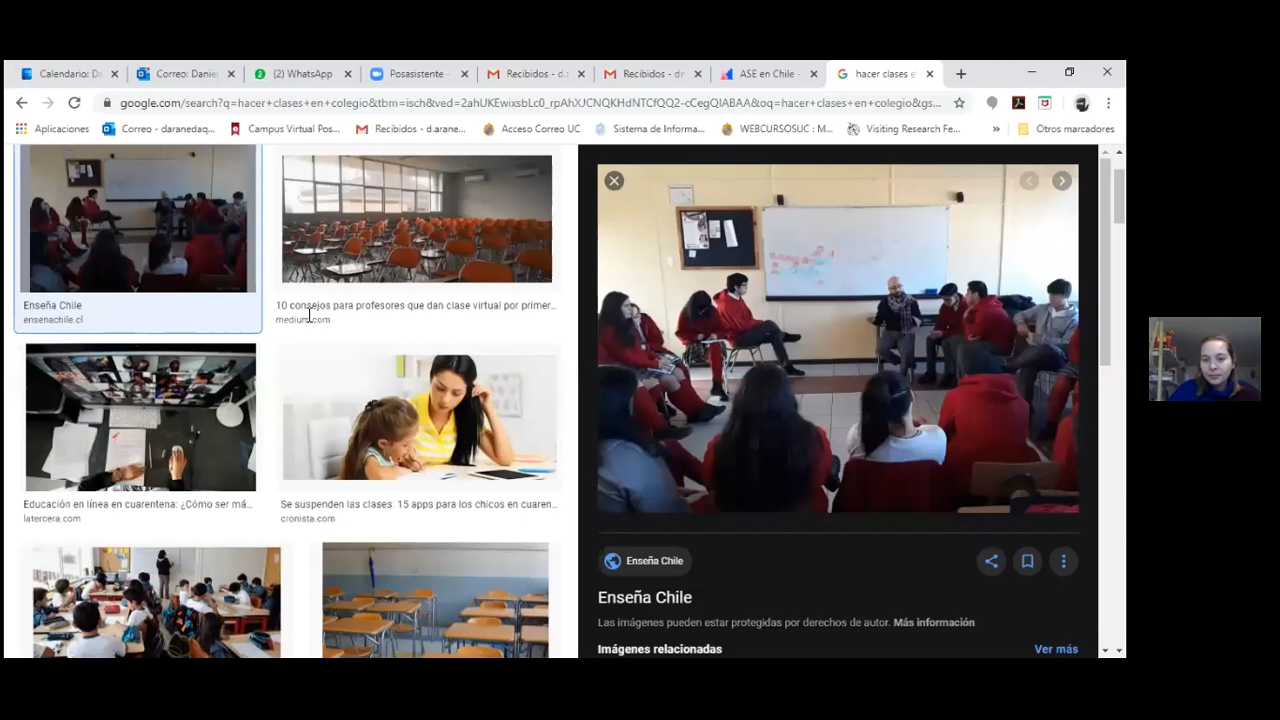 Calendario: Da
Correo: Danie
(2) WhatsApp
Posasistente -
Recibidos - d.a
Recibidos - dr
ASE en Chile -
hacer clases e
google.com/search?q=hacer+clases+en+colegio&tbm=isch&ved=2ahUKEwixsbLc0_rpAhXJCNQKHdNTCfQQ2-cCegQIABAA&oq=hacer+clases+en+colegio&gs...
Aplicaciones
Correo - daranedaq...
Campus Virtual Pos...
Recibidos - d.arane...
Acceso Correo UC
Sistema de Informa...
WEBCURSOSUC : M...
Visiting Research Fe...
»
Otros marcadores
Enseña Chile
ensenachile.cl
10 consejos para profesores que dan clase virtual por primer...
medium.com
Educación en línea en cuarentena: ¿Cómo ser má...
latercera.com
Se suspenden las clases: 15 apps para los chicos en cuaren...
cronista.com
Enseña Chile
Enseña Chile
Las imágenes pueden estar protegidas por derechos de autor. Más información
Imágenes relacionadas
Ver más